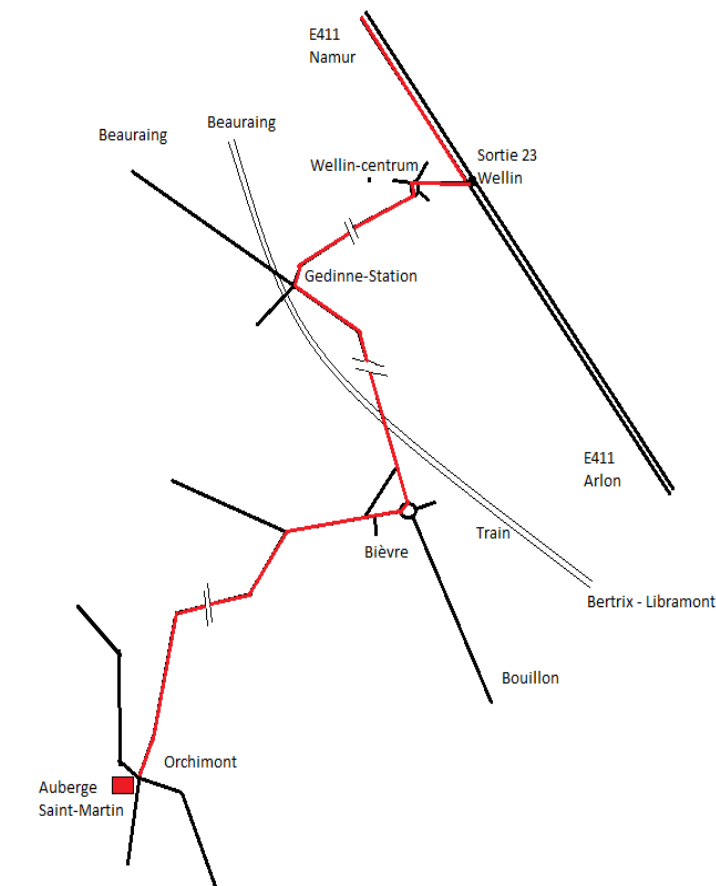 E411
Namur
Beauraing
Beauraing
Wellin-centrum
Sortie 23
Wellin
Gedinne-Station
E411
Arlon
Train
Bièvre
Bertrix - Libramont
Bouillon
Orchimont
Auberge
Saint-Martin